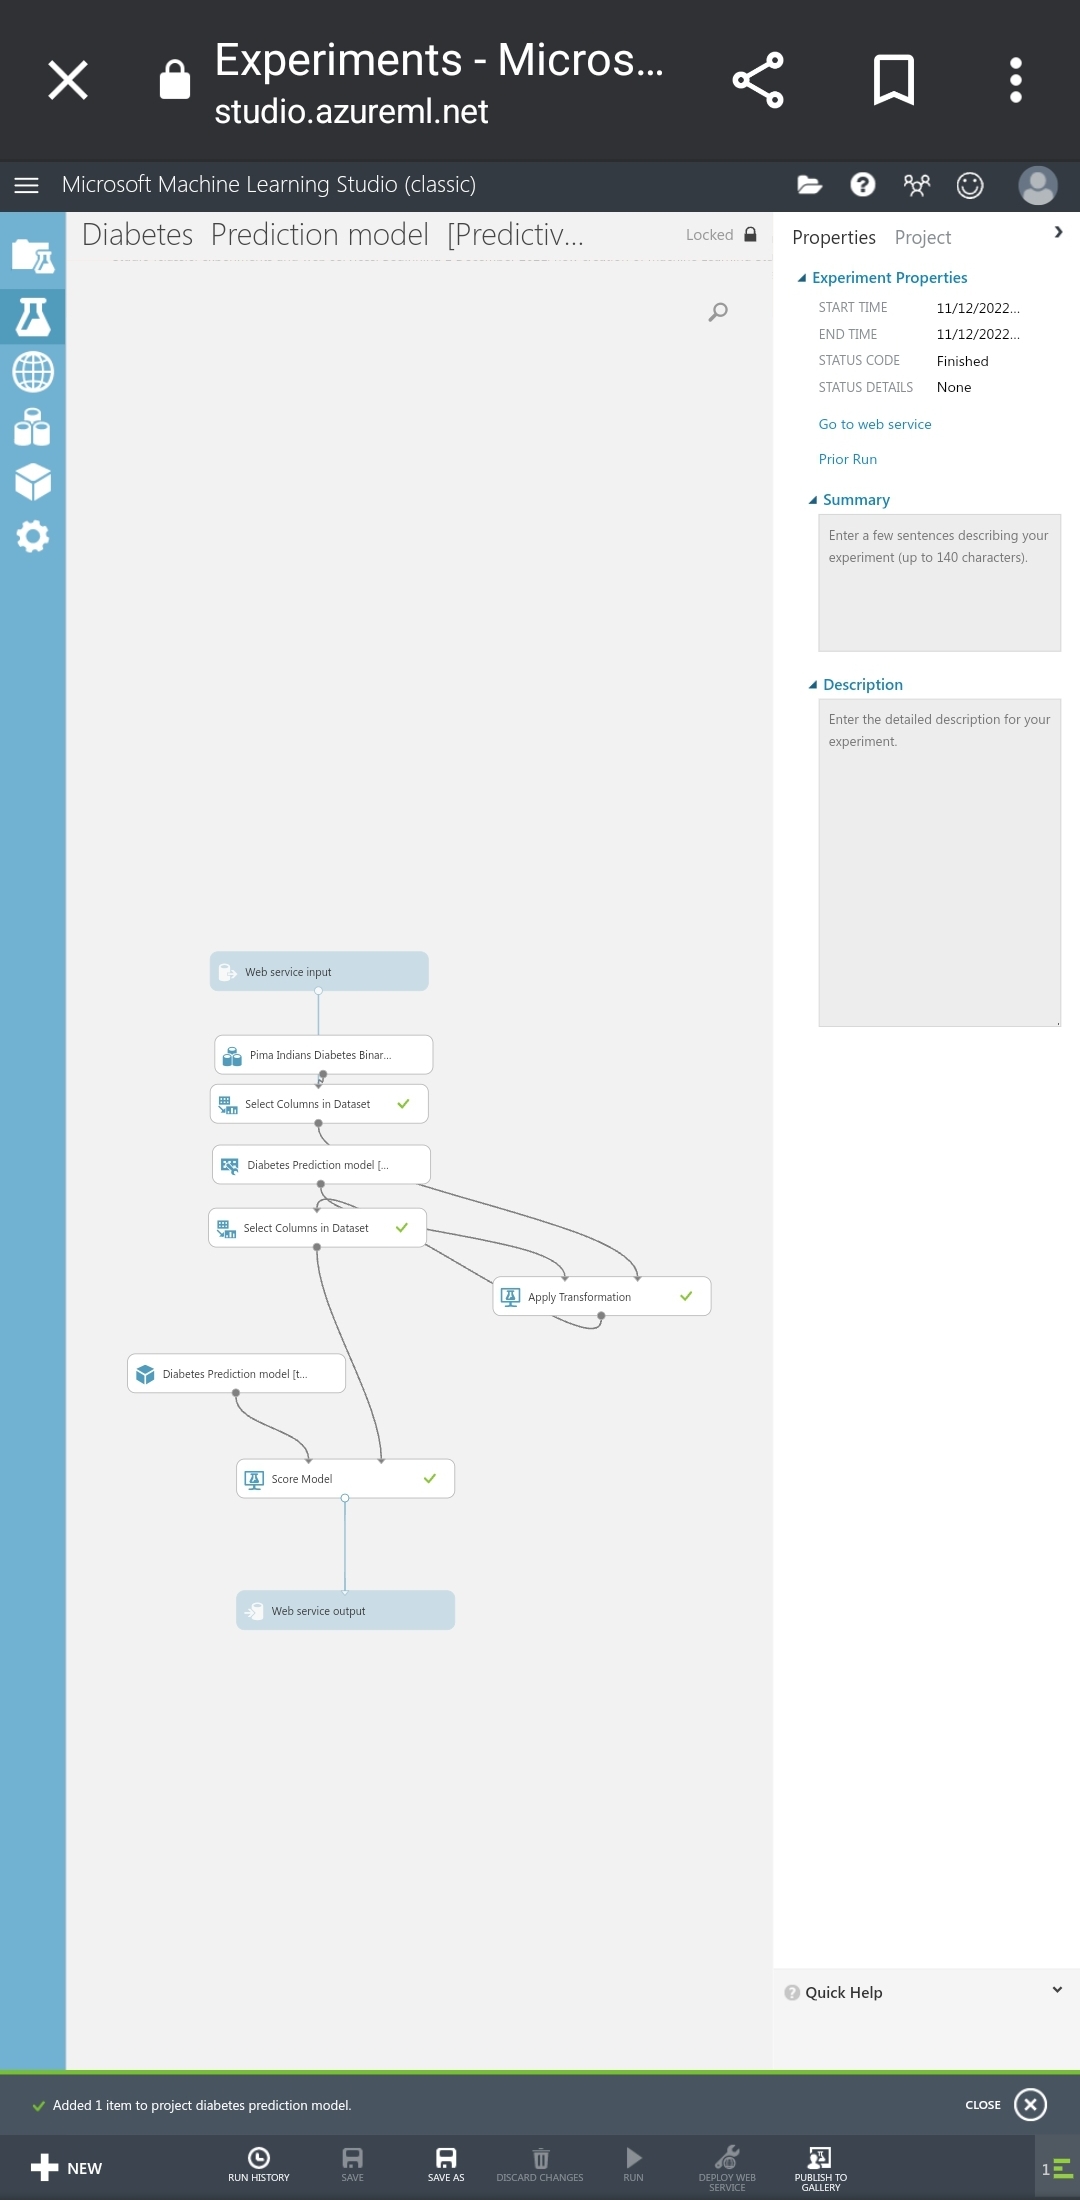 Experiments - Micros...
studio.azureml.net
Microsoft Machine Learning Studio (classic)
Diabetes Prediction model [Predictiv...
Locked
Properties Project
Experiment Properties
START TIME 11/12/2022...
END TIME 11/12/2022...
STATUS CODE Finished
STATUS DETAILS None
Go to web service
Prior Run
Summary
Enter a few sentences describing your
experiment (up to 140 characters).
Description
Enter the detailed description for your
experiment.
Web service input
Pima Indians Diabetes Binar...
Select Columns in Dataset
Diabetes Prediction model [...
Select Columns in Dataset
Apply Transformation
Diabetes Prediction model [t...
Score Model
Web service output
Quick Help
Added 1 item to project diabetes prediction model.
CLOSE
NEW
RUN HISTORY
SAVE
SAVE AS
DISCARD CHANGES
RUN
DEPLOY WEB
SERVICE
PUBLISH TO
GALLERY
1